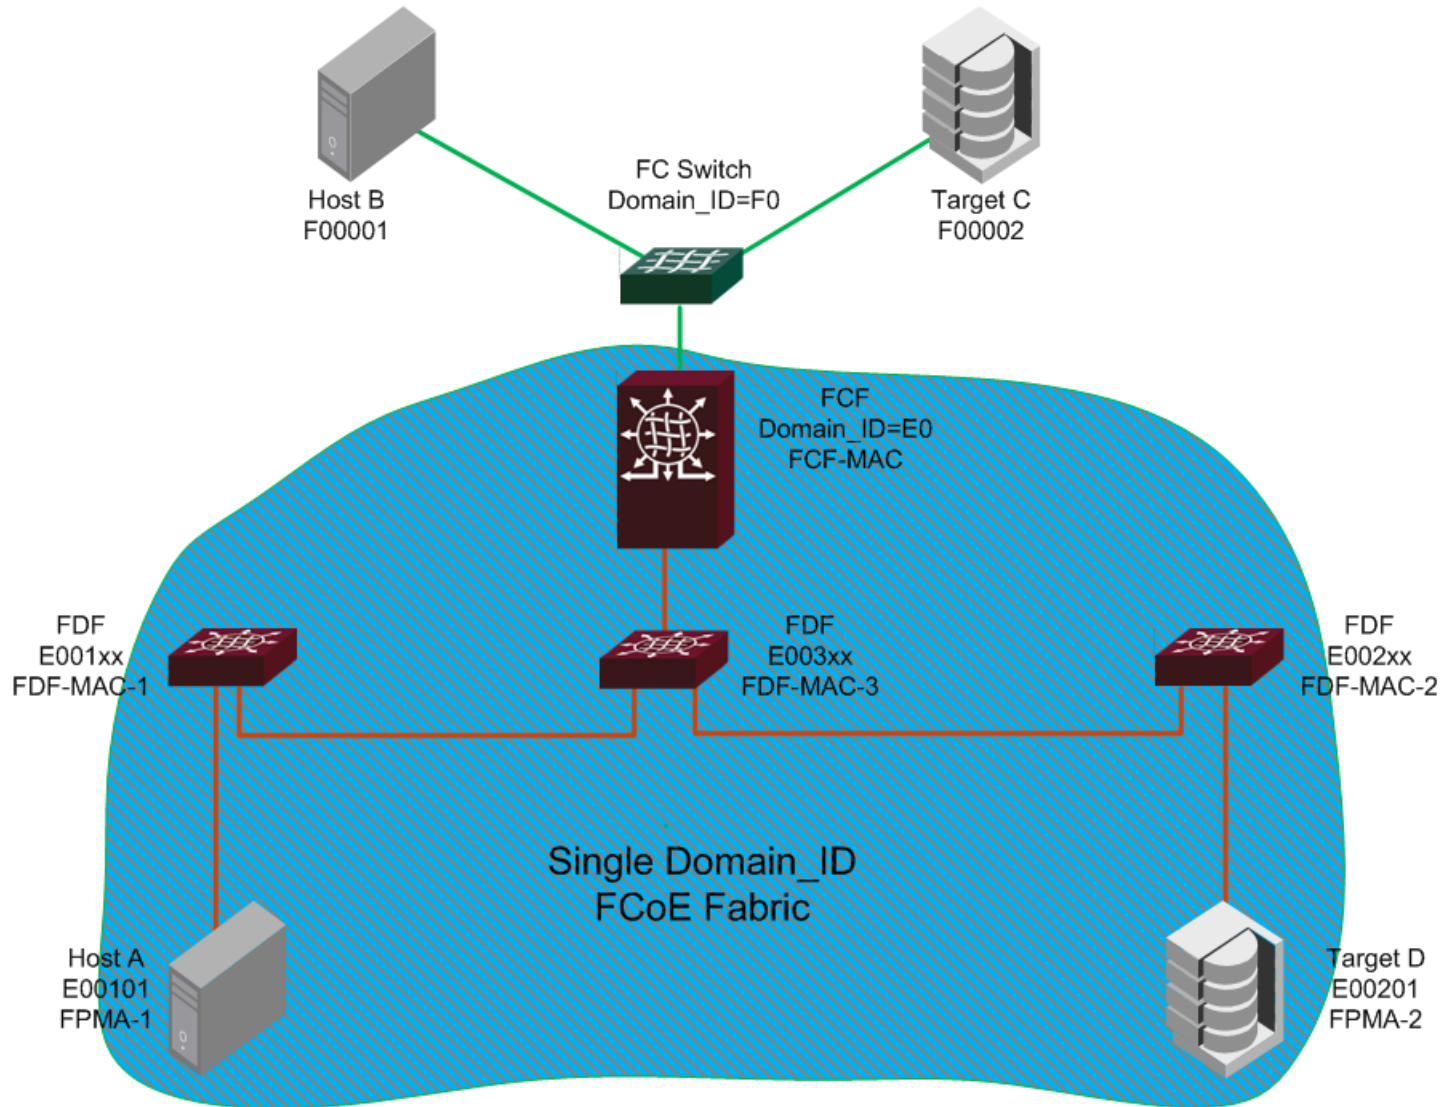 FC Switch
Domain_ID=F0
Host B
F00001
Target C
F00002
FCF
Domain_ID=E0
FCF-MAC
FDF
E001xx
FDF-MAC-1
FDF
E003xx
FDF-MAC-3
FDF
E002xx
FDF-MAC-2
Single Domain_ID
FCoE Fabric
Host A
E00101
FPMA-1
Target D
E00201
FPMA-2